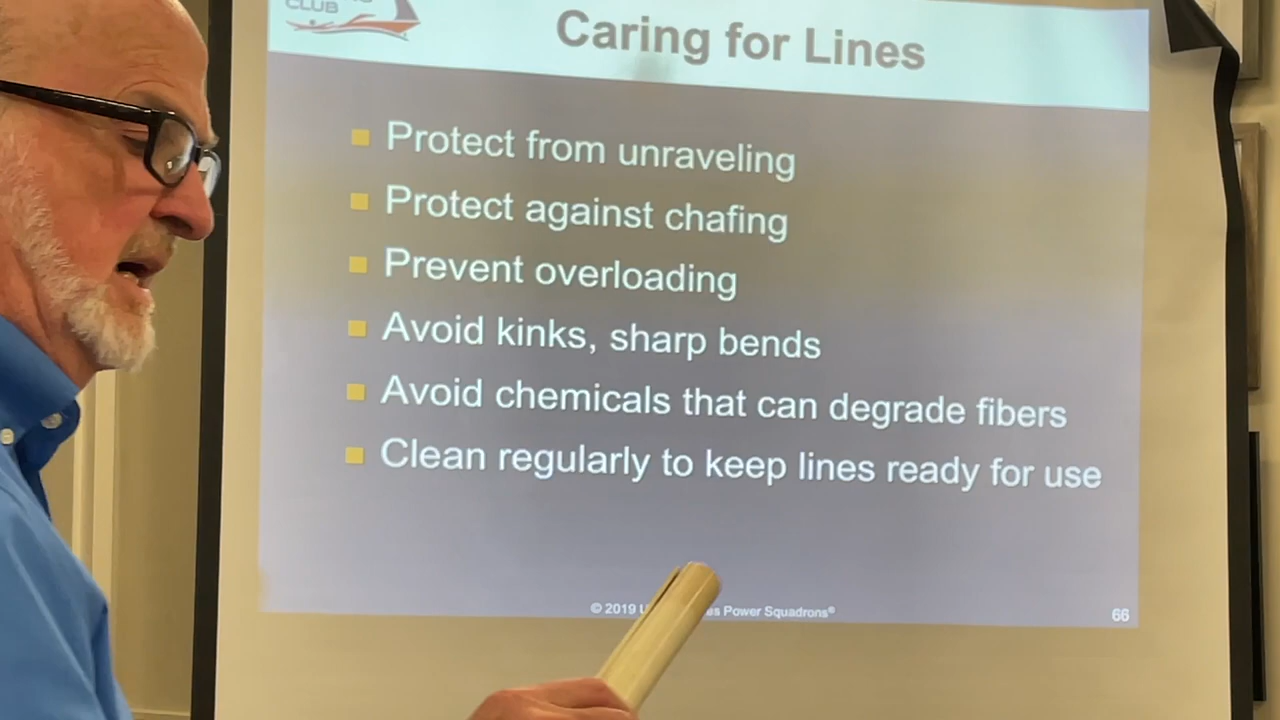 CLUB
Caring for Lines
Protect from unraveling
Protect against chafing
Prevent overloading
Avoid kinks, sharp bends
Avoid chemicals that can degrade fibers
Clean regularly to keep lines ready for use
© 2019 Power Squadrons®
66